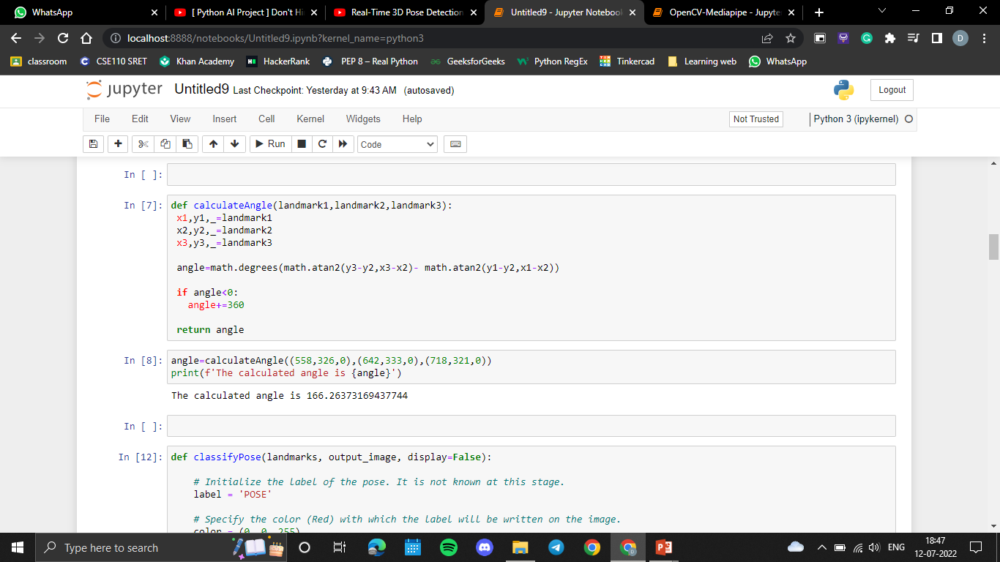 WhatsApp
[ Python AI Project ] Don't Hi
Real-Time 3D Pose Detection
Untitled9 - Jupyter Notebook
OpenCV-Mediapipe - Jupyte
localhost:8888/notebooks/Untitled9.ipynb?kernel_name=python3
D
classroom
CSE110 SRET
Khan Academy
HackerRank
PEP 8 – Real Python
GeeksforGeeks
Python RegEx
Tinkercad
Learning web
WhatsApp
jupyter Untitled9 Last Checkpoint: Yesterday at 9:43 AM (autosaved)
Logout
File Edit View Insert Cell Kernel Widgets Help
Not Trusted
Python 3 (ipykernel)
Run
Code
In [ ]:
In [7]: def calculateAngle(landmark1,landmark2,landmark3):
x1,y1,_=landmark1
x2,y2,_=landmark2
x3,y3,_=landmark3
angle=math.degrees(math.atan2(y3-y2,x3-x2)- math.atan2(y1-y2,x1-x2))
if angle<0:
angle+=360
return angle
In [8]: angle=calculateAngle((558,326,0),(642,333,0),(718,321,0))
print(f'The calculated angle is {angle}')
The calculated angle is 166.26373169437744
In [ ]:
In [12]: def classifyPose(landmarks, output_image, display=False):
# Initialize the label of the pose. It is not known at this stage.
label = 'POSE'
# Specify the color (Red) with which the label will be written on the image.
color = (0, 0, 255)
Type here to search
ENG
18:47
12-07-2022